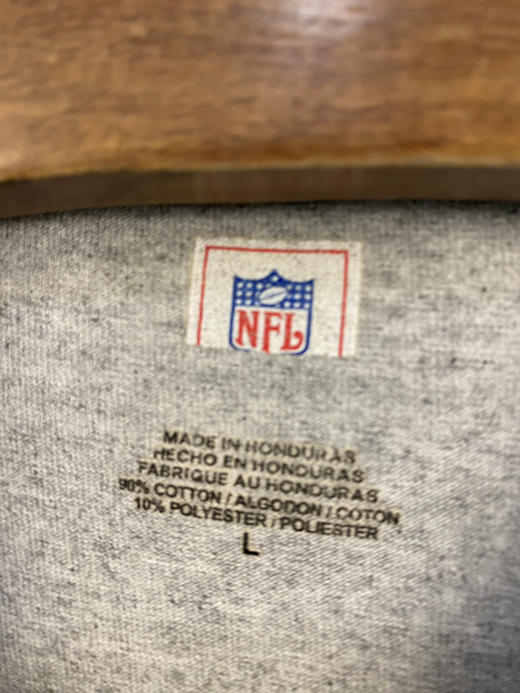 NFL
MADE IN HONDURAS
HECHO EN HONDURAS
FABRIQUE AU HONDURAS
90% COTTON / ALGODON / COTON
10% POLYESTER / POLIESTER
L